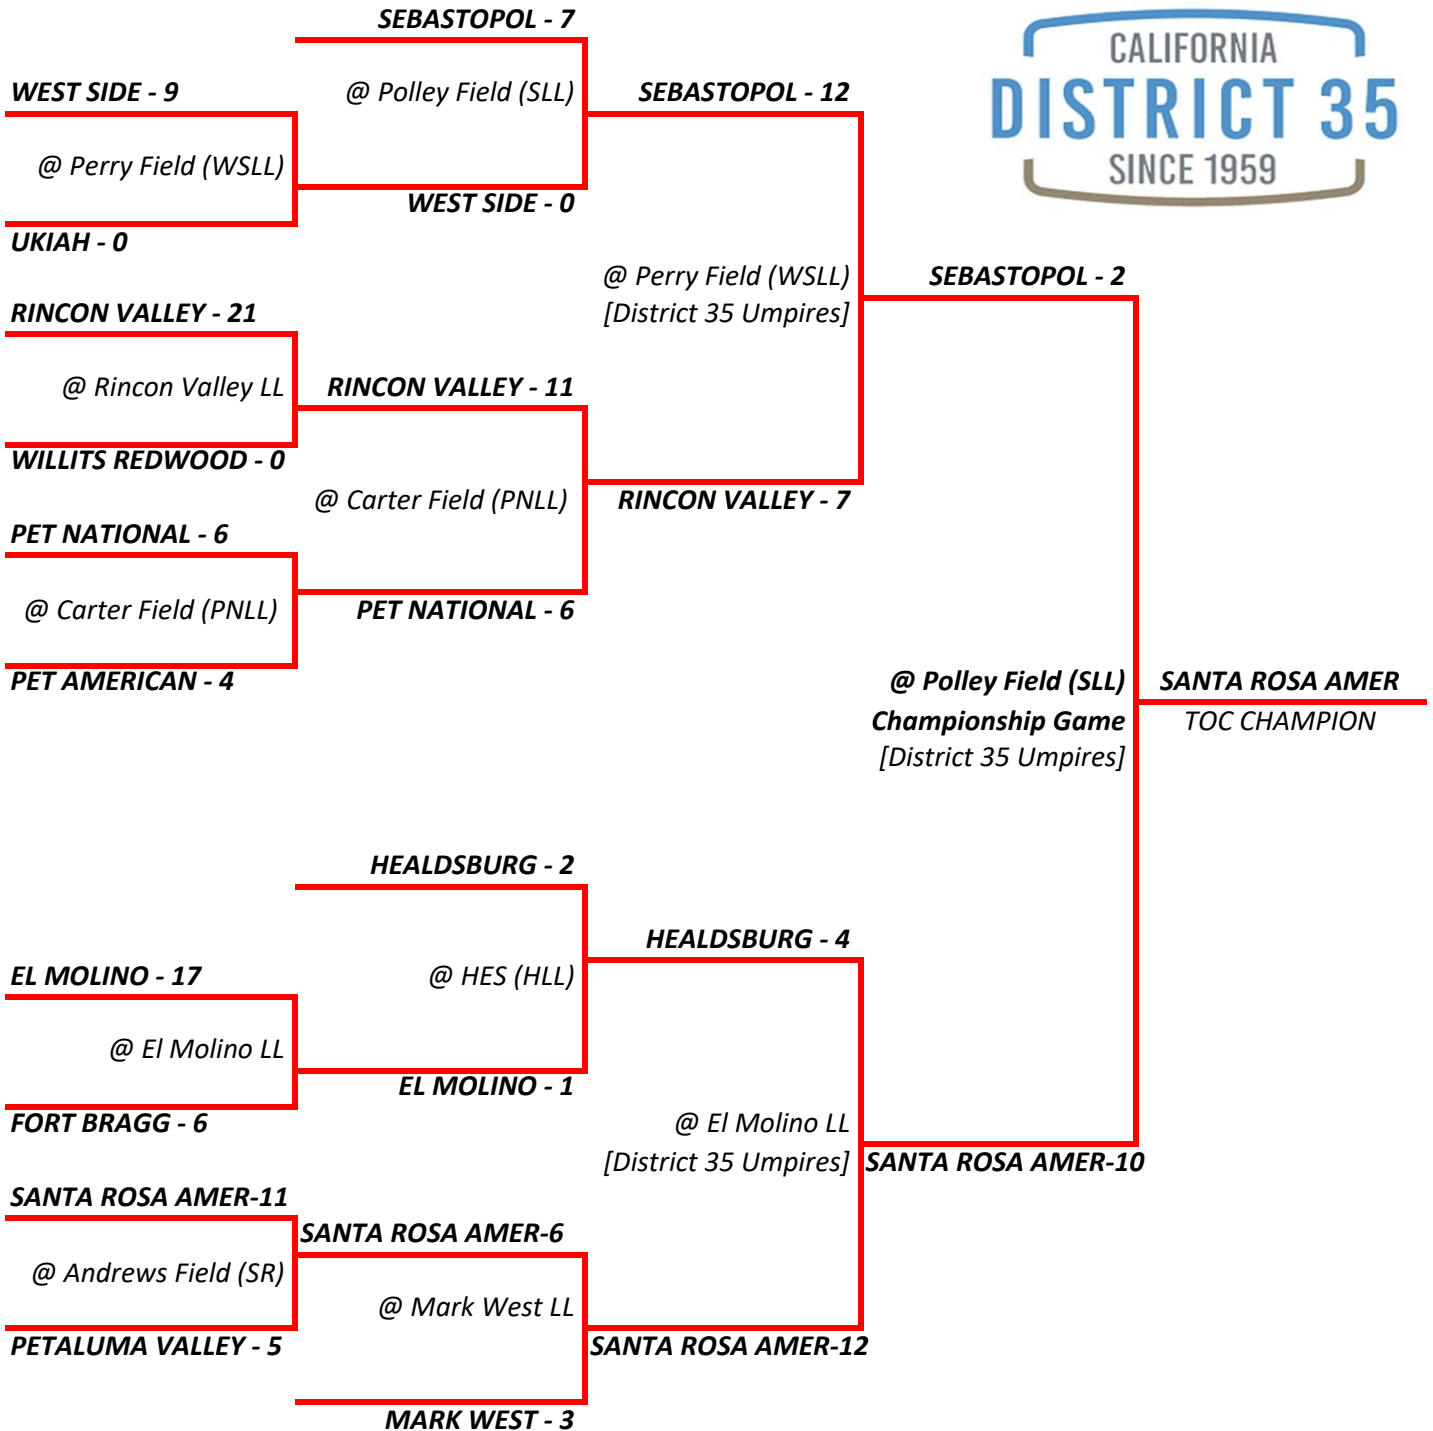 SEBASTOPOL - 7
CALIFORNIA
DISTRICT 35
SINCE 1959
WEST SIDE - 9
@ Polley Field (SLL)
SEBASTOPOL - 12
@ Perry Field (WSLL)
WEST SIDE - 0
UKIAH - 0
@ Perry Field (WSLL)
[District 35 Umpires]
SEBASTOPOL - 2
RINCON VALLEY - 21
@ Rincon Valley LL
RINCON VALLEY - 11
WILLITS REDWOOD - 0
@ Carter Field (PNLL)
RINCON VALLEY - 7
PET NATIONAL - 6
@ Carter Field (PNLL)
PET NATIONAL - 6
PET AMERICAN - 4
@ Polley Field (SLL)
Championship Game
[District 35 Umpires]
SANTA ROSA AMER
TOC CHAMPION
HEALDSBURG - 2
HEALDSBURG - 4
EL MOLINO - 17
@ HES (HLL)
@ El Molino LL
EL MOLINO - 1
FORT BRAGG - 6
@ El Molino LL
[District 35 Umpires]
SANTA ROSA AMER-10
SANTA ROSA AMER-11
SANTA ROSA AMER-6
@ Andrews Field (SR)
@ Mark West LL
PETALUMA VALLEY - 5
SANTA ROSA AMER-12
MARK WEST - 3